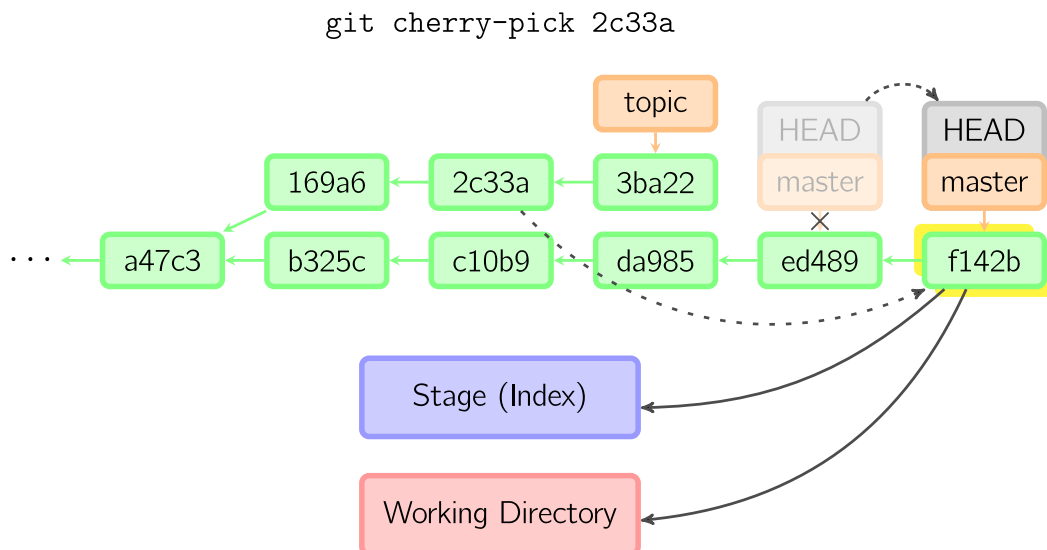 git cherry-pick 2c33a
topic
HEAD
HEAD
169a6
2c33a
3ba22
master
master
...
a47c3
b325c
c10b9
da985
ed489
f142b
Stage (Index)
Working Directory